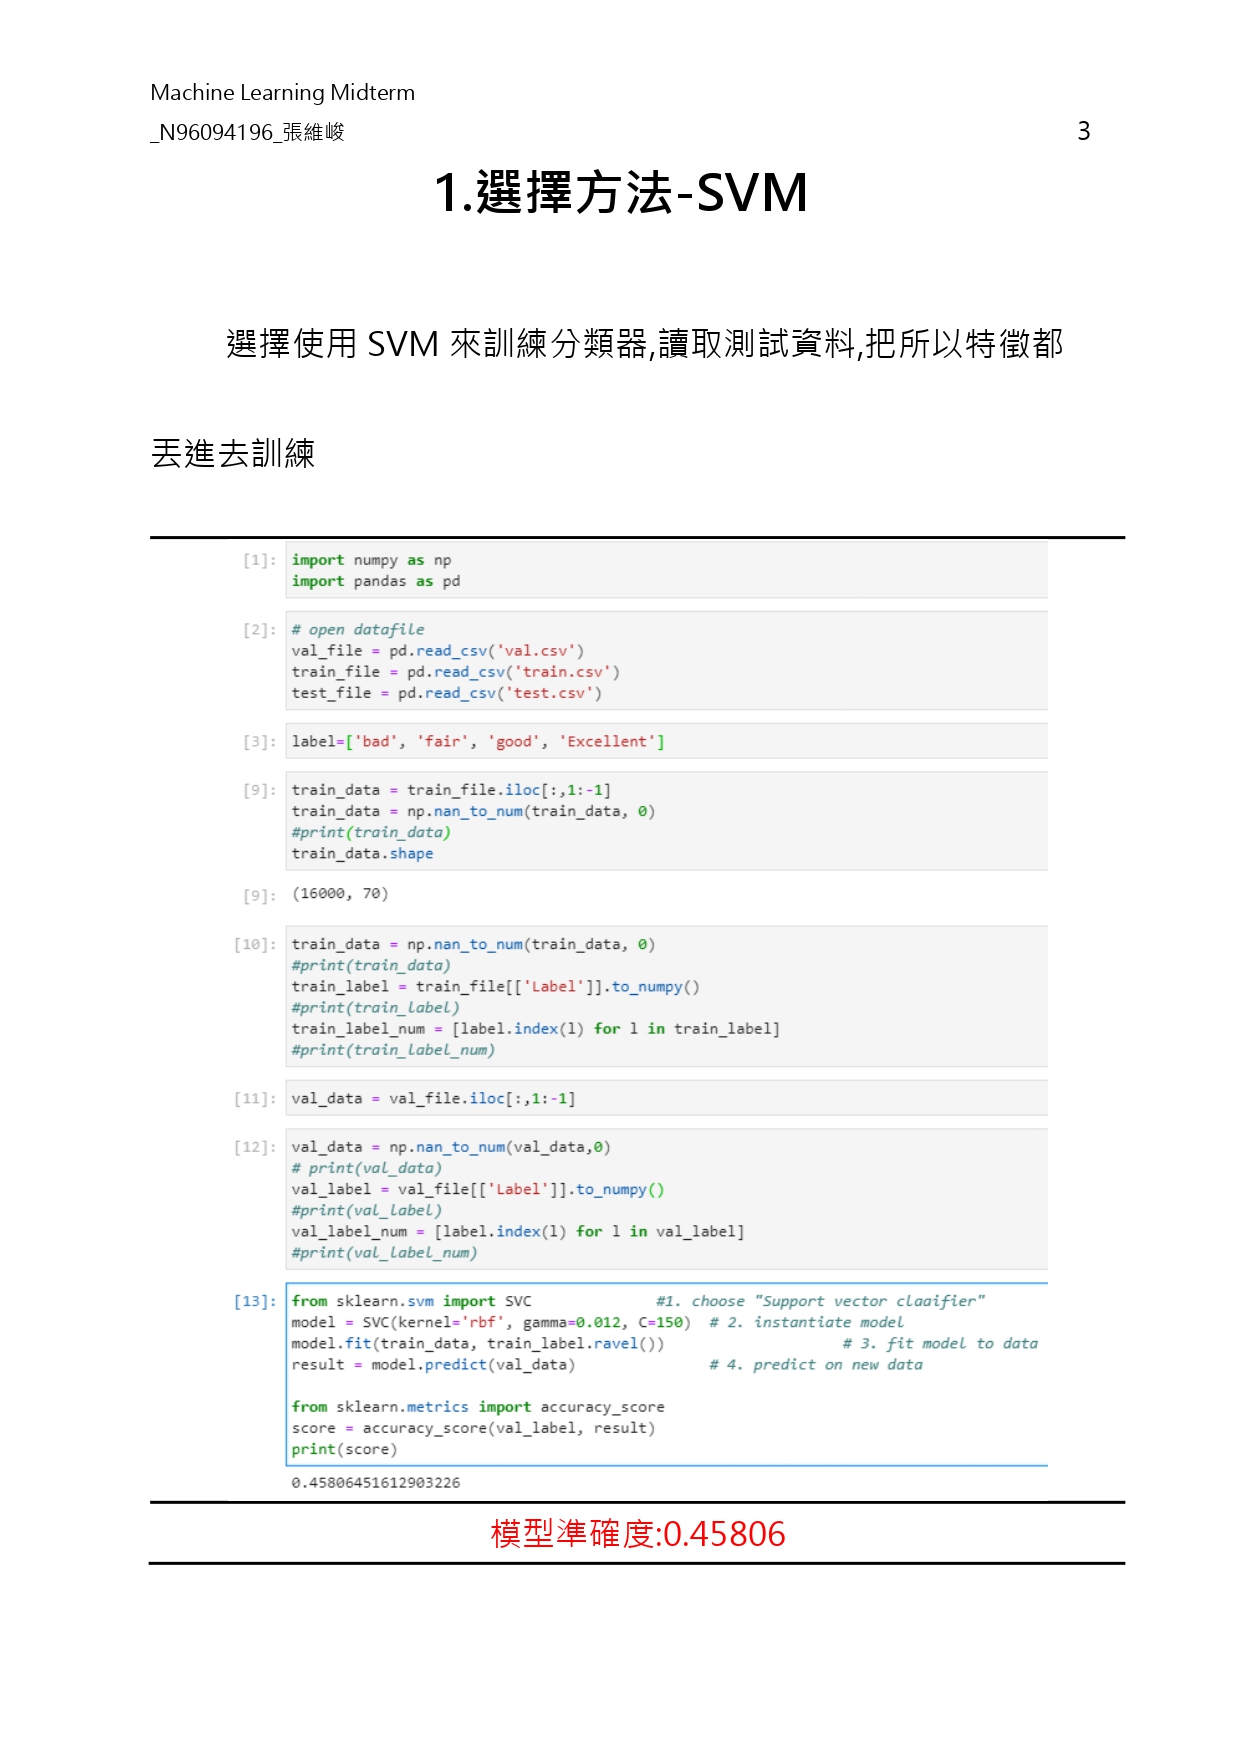 Machine Learning Midterm
_N96094196_張維峻 3
1.選擇方法-SVM
選擇使用 SVM 來訓練分類器,讀取測試資料,把所以特徵都
丟進去訓練
[1]: import numpy as np
import pandas as pd
[2]: # open datafile
val_file = pd.read_csv('val.csv')
train_file = pd.read_csv('train.csv')
test_file = pd.read_csv('test.csv')
[3]: label=['bad', 'fair', 'good', 'Excellent']
[9]: train_data = train_file.iloc[:,1:-1]
train_data = np.nan_to_num(train_data, 0)
#print(train_data)
train_data.shape
[9]: (16000, 70)
[10]: train_data = np.nan_to_num(train_data, 0)
#print(train_data)
train_label = train_file[['Label']].to_numpy()
#print(train_label)
train_label_num = [label.index(l) for l in train_label]
#print(train_label_num)
[11]: val_data = val_file.iloc[:,1:-1]
[12]: val_data = np.nan_to_num(val_data,0)
# print(val_data)
val_label = val_file[['Label']].to_numpy()
#print(val_label)
val_label_num = [label.index(l) for l in val_label]
#print(val_label_num)
[13]: from sklearn.svm import SVC #1. choose "Support vector claaifier"
model = SVC(kernel='rbf', gamma=0.012, C=150) # 2. instantiate model
model.fit(train_data, train_label.ravel()) # 3. fit model to data
result = model.predict(val_data) # 4. predict on new data
from sklearn.metrics import accuracy_score
score = accuracy_score(val_label, result)
print(score)
0.45806451612903226
模型準確度:0.45806